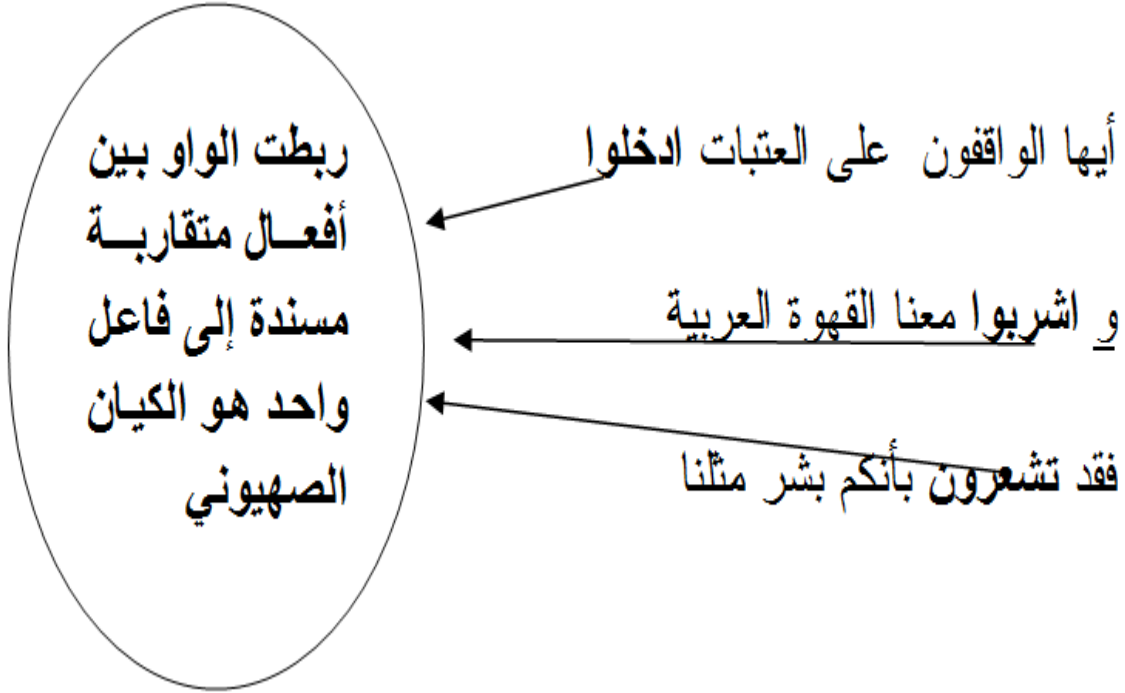 أيها الواقفون على العتبات ادخلوا
و اشربوا معنا القهوة العربية
فقد تشعرون بأنكم بشر مثلنا
ربطت الواو بين
أفعال متقاربة
مسندة إلى فاعل
واحد هو الكيان
الصهيوني